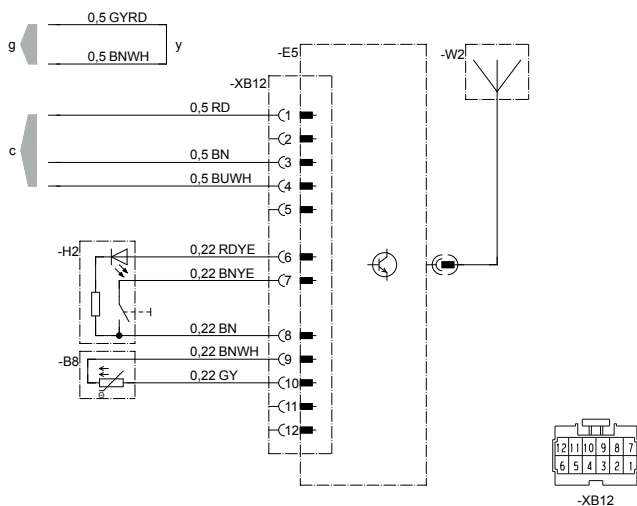 0,5 GYRD
g
y
0,5 BNWH
-E5
-W2
-XB12
0,5 RD
1
2
c
0,5 BN
3
0,5 BUWH
4
5
-H2
0,22 RDYE
6
0,22 BNYE
7
0,22 BN
8
0,22 BNWH
9
-B8
0,22 GY
10
11
12
12 11 10 9 8 7
6 5 4 3 2 1
-XB12